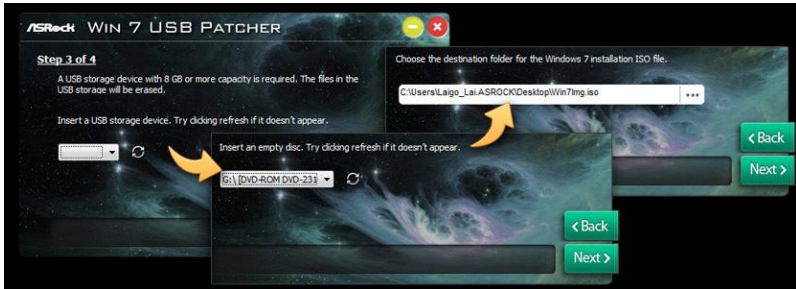 ASRock WIN 7 USB PATCHER
Step 3 of 4
A USB storage device with 8 GB or more capacity is required. The files in the
USB storage will be erased.
Insert a USB storage device. Try clicking refresh if it doesn't appear.
Insert an empty disc. Try clicking refresh if it doesn't appear.
G:\ [DVD-ROM DVD-231
< Back
Next >
Choose the destination folder for the Windows 7 installation ISO file.
C:\Users\Laigo_Lai.ASROCK\Desktop\Win7Img.iso
...
< Back
Next >